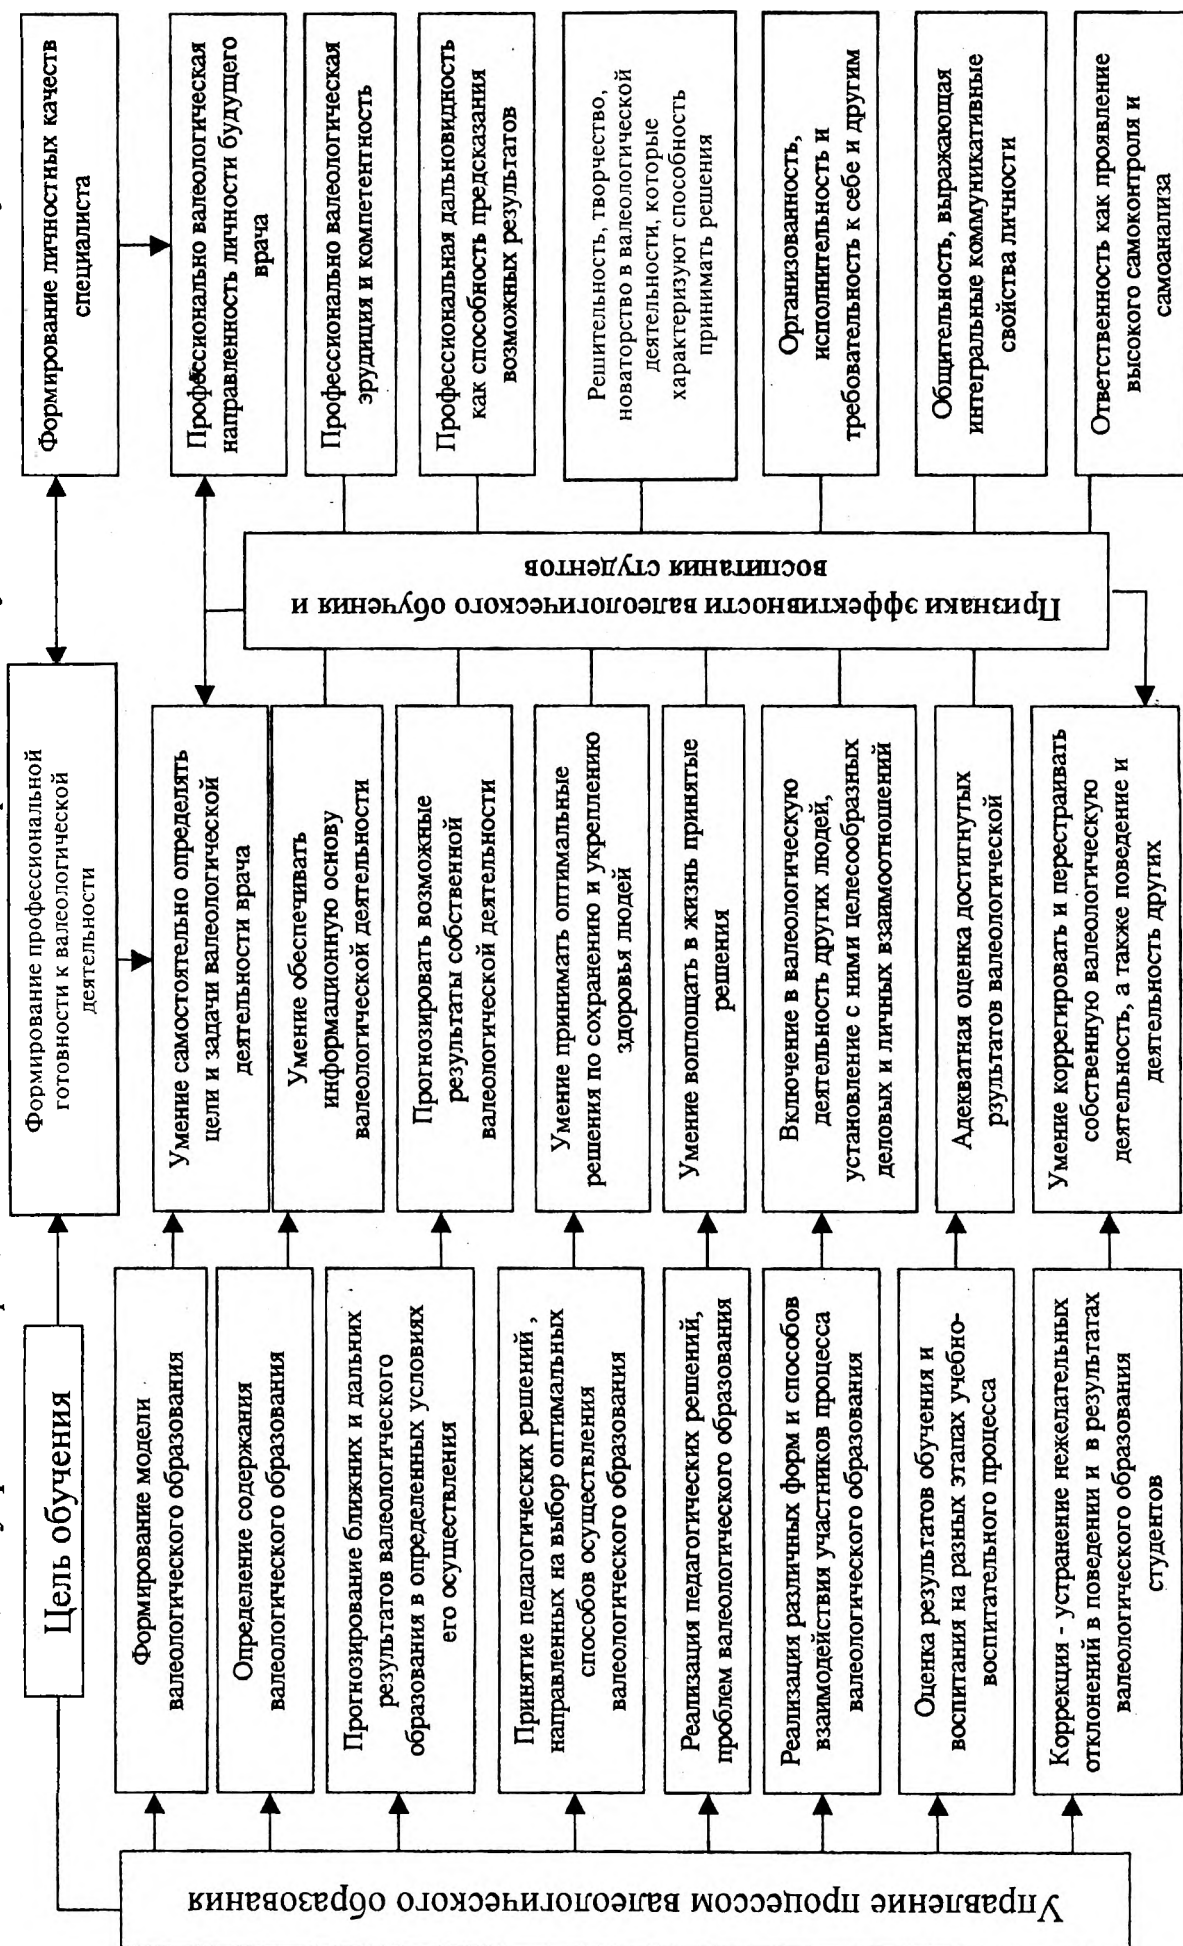 Цель обучения
Управление процессом валеологического образования
Формирование модели
валеологического образования
Определение содержания
валеологического образования
Прогнозирование ближних и дальних
результатов валеологического
образования в определенных условиях
его осуществления
Принятие педагогических решений ,
направленных на выбор оптимальных
способов осуществления
валеологического образования
Реализация педагогических решений,
проблем валеологического образования
Реализация различных форм и способов
взаимодействия участников процесса
валеологического образования
Оценка результатов обучения и
воспитания на разных этапах учебно-
воспитательного процесса
Коррекция - устранение нежелательных
отклонений в поведении и в результатах
валеологического образования
студентов
Формирование профессиональной
готовности к валеологической
деятельности
Умение самостоятельно определять
цели и задачи валеологической
деятельности врача
Умение обеспечивать
информационную основу
валеологической деятельности
Прогнозировать возможные
результаты собственной
валеологической деятельности
Умение принимать оптимальные
решения по сохранению и укреплению
здоровья людей
Умение воплощать в жизнь принятые
решения
Включение в валеологическую
деятельность других людей,
установление с ними целесообразных
деловых и личных взаимоотношений
Адекватная оценка достигнутых
рзультатов валеологической
Умение коррегировать и перестраивать
собственную валеологическую
деятельность, а также поведение и
деятельность других
Признаки эффективности валеологического обучения и
воспитания студентов
Формирование личностных качеств
специалиста
Профессионально валеологическая
направленность личности будущего
врача
Профессионально валеологическая
эрудиция и компетентность
Профессиональная дальновидность
как способность предсказания
возможных результатов
Решительность, творчество,
новаторство в валеологической
деятельности, которые
характеризуют способность
принимать решения
Организованность,
исполнительность и
требовательность к себе и другим
Общительность, выражающая
интегральные коммуникативные
свойства личности
Ответственность как проявление
высокого самоконтроля и
самоанализа